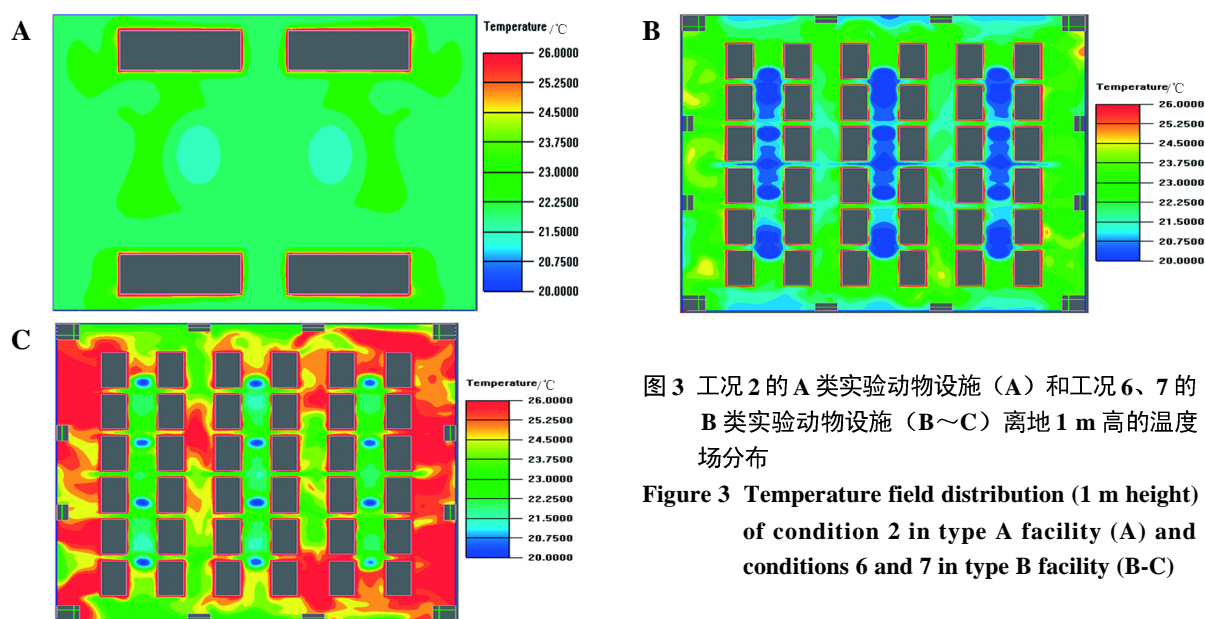 A
Temperature /℃
26.0000
25.2500
24.5000
23.7500
23.0000
22.2500
21.5000
20.7500
20.0000
B
Temperature/℃
26.0000
25.2500
24.5000
23.7500
23.0000
22.2500
21.5000
20.7500
20.0000
C
Temperature/℃
26.0000
25.2500
24.5000
23.7500
23.0000
22.2500
21.5000
20.7500
20.0000
图 3 工况 2 的 A 类实验动物设施（A）和工况 6、7 的
B 类实验动物设施（B～C）离地 1 m 高的温度
场分布
Figure 3 Temperature field distribution (1 m height)
of condition 2 in type A facility (A) and
conditions 6 and 7 in type B facility (B-C)